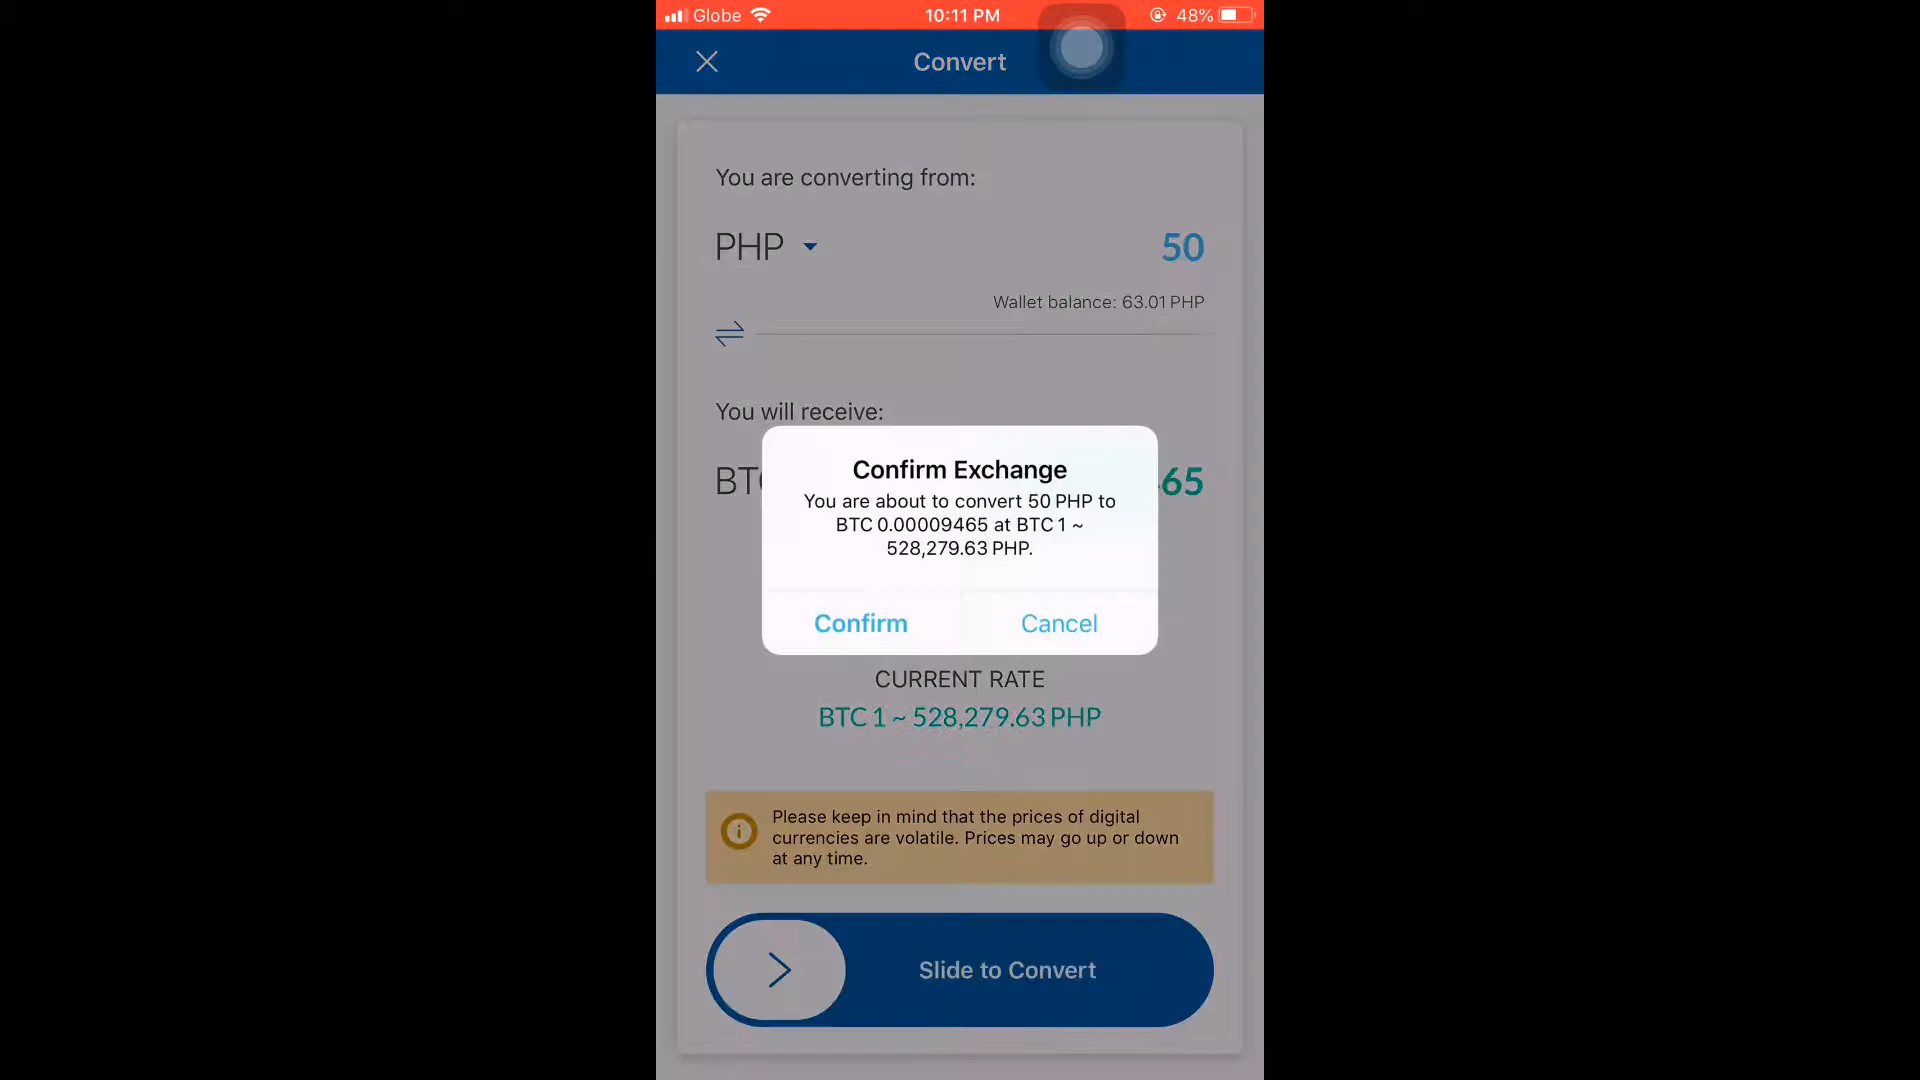 Globe 10:11 PM 48%
Convert
You are converting from:
PHP 50
Wallet balance: 63.01 PHP
You will receive:
BTC 65
Confirm Exchange
You are about to convert 50 PHP to
BTC 0.00009465 at BTC 1 ~
528,279.63 PHP.
Confirm Cancel
CURRENT RATE
BTC 1 ~ 528,279.63 PHP
Please keep in mind that the prices of digital
currencies are volatile. Prices may go up or down
at any time.
Slide to Convert